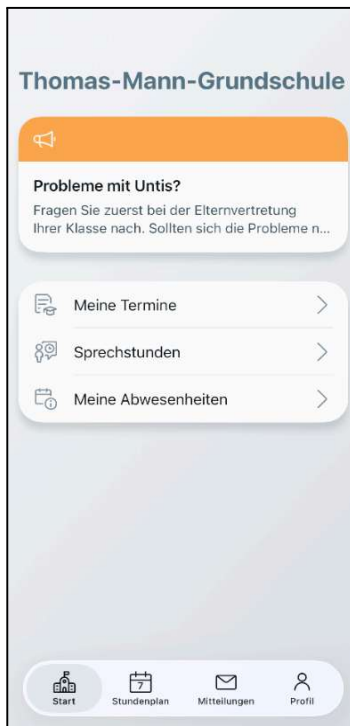 Thomas-Mann-Grundschule
Probleme mit Untis?
Fragen Sie zuerst bei der Elternvertretung
Ihrer Klasse nach. Sollten sich die Probleme n...
Meine Termine
Sprechstunden
Meine Abwesenheiten
7
Start Stundenplan Mitteilungen Profil